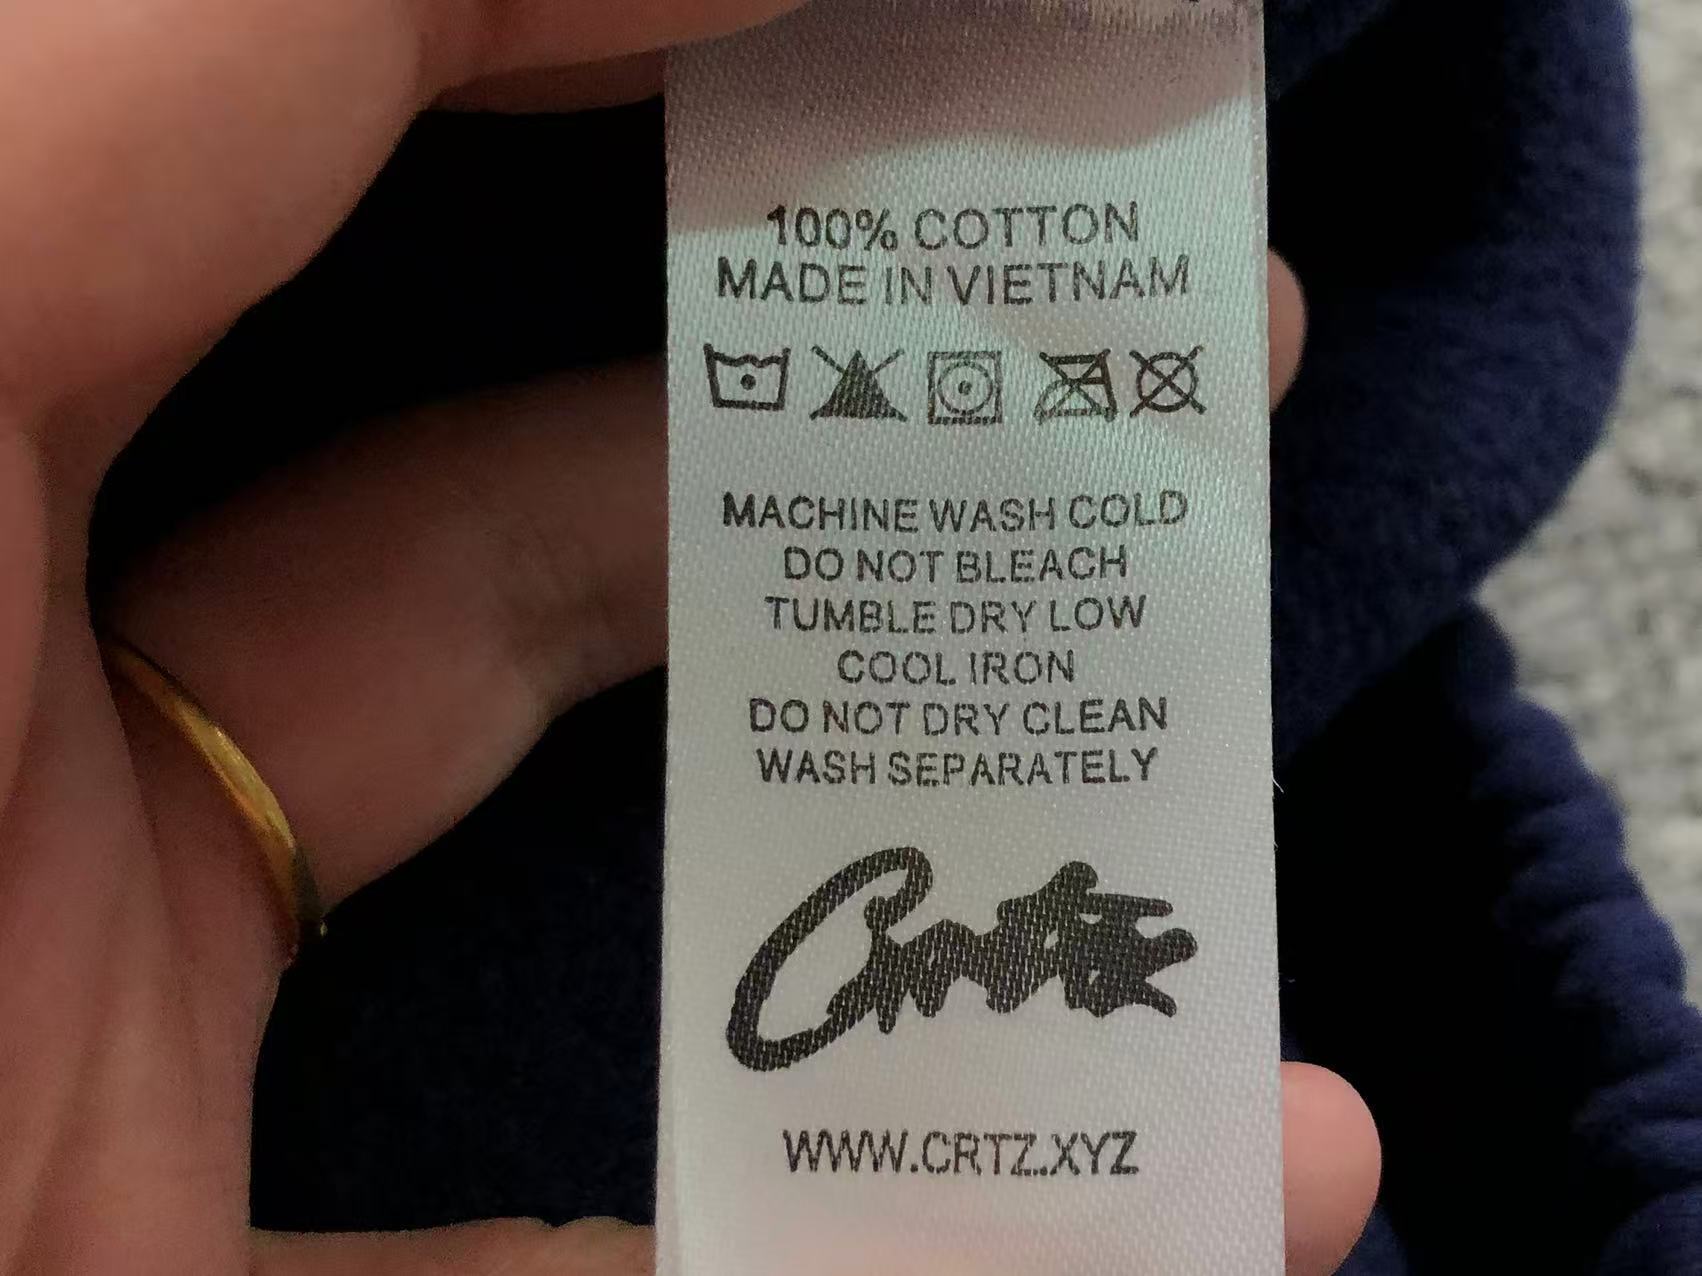 100% COTTON
MADE IN VIETNAM
MACHINE WASH COLD
DO NOT BLEACH
TUMBLE DRY LOW
COOL IRON
DO NOT DRY CLEAN
WASH SEPARATELY
Crtz
WWW.CRTZ.XYZ